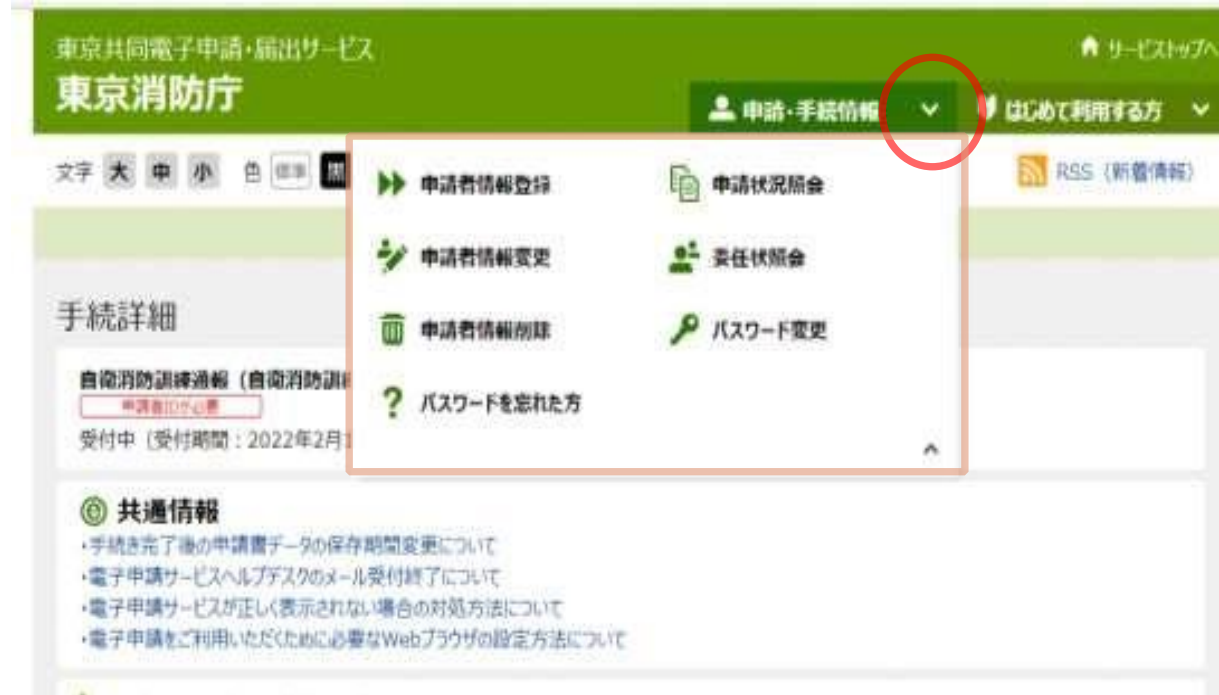 東京共同電子申請・届出サービス
サービストップへ
東京消防庁
申請・手続情報
はじめて利用する方
文字 大 中 小 色 標準
RSS（新着情報）
申請者情報登録
申請状況照会
申請者情報変更
委任状照会
申請者情報削除
パスワード変更
パスワードを忘れた方
手続詳細
自衛消防訓練通報（自衛消防訓
申請者IDが必要
受付中（受付期間：2022年2月1
共通情報
・手続き完了後の申請書データの保存期間変更について
・電子申請サービスヘルプデスクのメール受付終了について
・電子申請サービスが正しく表示されない場合の対処方法について
・電子申請をご利用いただくために必要なWebブラウザの設定方法について